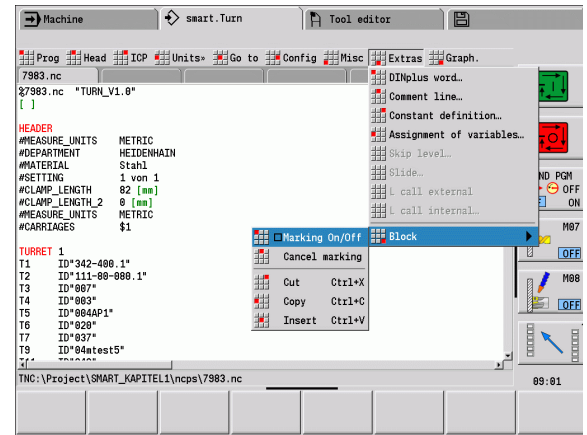 Machine smart.Turn Tool editor
Prog Head ICP Units» Go to Config Misc Extras Graph.
7983.nc
%7983.nc "TURN_V1.0"
[ ]
HEADER
#MEASURE_UNITS METRIC
#DEPARTMENT HEIDENHAIN
#MATERIAL Stahl
#SETTING 1 von 1
#CLAMP_LENGTH 82 [mm]
#CLAMP_LENGTH_2 0 [mm]
#MEASURE_UNITS METRIC
#CARRIAGES $1
TURRET 1
T1 ID"342-400.1"
T2 ID"111-80-080.1"
T3 ID"007"
T4 ID"003"
T5 ID"004AP1"
T6 ID"020"
T7 ID"037"
T9 ID"04mtest5"
DINplus word…
Comment line…
Constant definition…
Assignment of variables…
Skip level…
Slide…
L call external
L call internal…
Block
Marking On/Off
Cancel marking
Cut Ctrl+X
Copy Ctrl+C
Insert Ctrl+V
ND PGM
OFF
ON
M07
OFF
M08
OFF
TNC:\Project\SMART_KAPITEL1\ncps\7983.nc
09:01